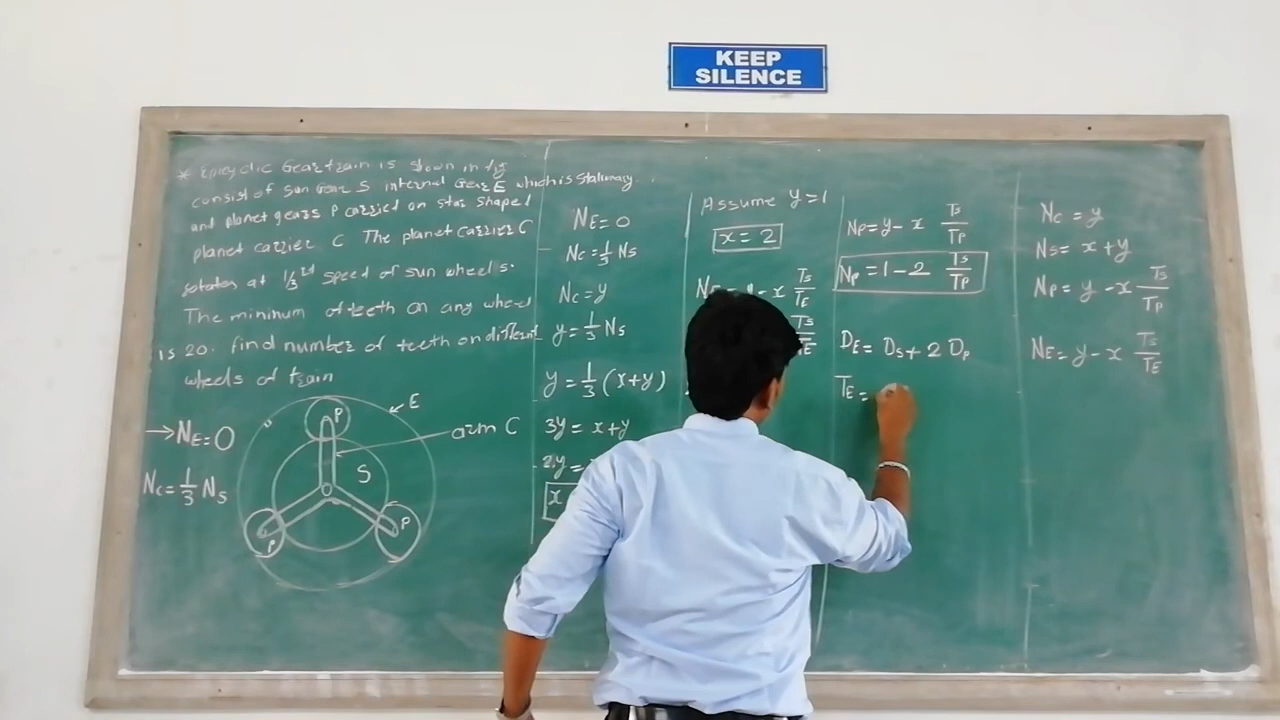 KEEP
SILENCE
* Epicyclic Gear train is shown in fig
consist of sun Gear S internal Gear E which is stationary.
and planet gears P carried on star shaped
planet carrier C The planet carrier C
rotates at 1/3rd speed of sun wheel s.
The mininum of teeth on any wheel
is 20. find number of teeth on different
wheels of train
→ NE=0
NC = 1/3 NS
P
E
arm C
S
P
P
NE=0
NC = 1/3 NS
NC = y
y = 1/3 NS
y = 1/3 (x+y)
3y = x+y
2y =
x
Assume y=1
x = 2
- x TS/TE
TS
NP = y - x TS/TP
NP = 1 - 2 TS/TP
DE = DS + 2 DP
TE =
NC = y
NS = x+y
NP = y - x TS/TP
NE = y - x TS/TE